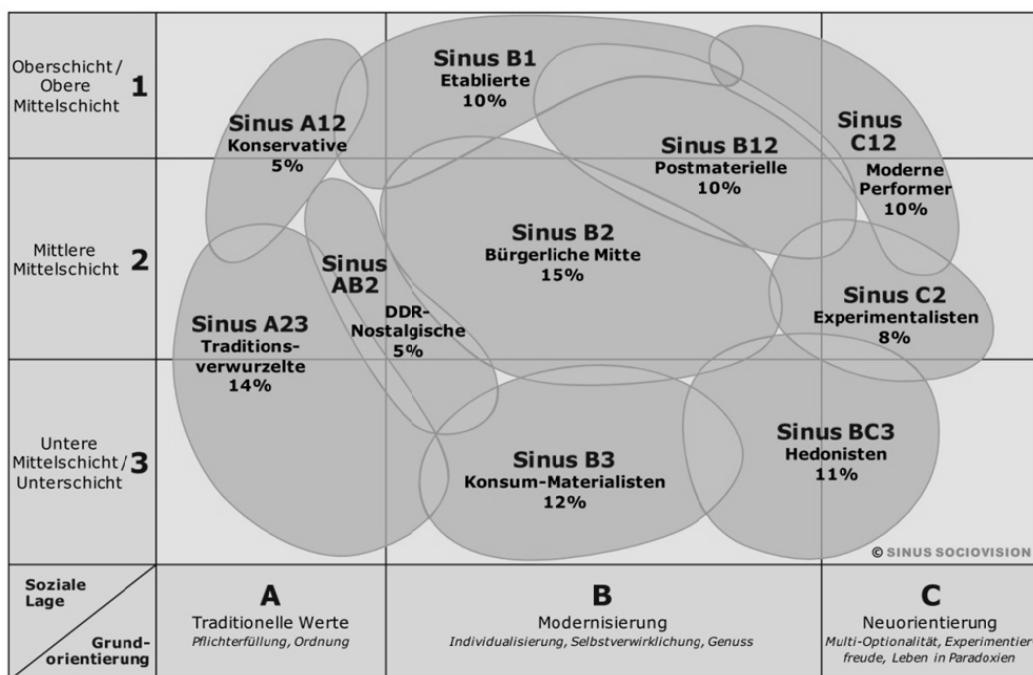 Oberschicht /
Obere
Mittelschicht
1
Sinus B1
Etablierte
10%
Sinus A12
Konservative
5%
Sinus B12
Postmaterielle
10%
Sinus
C12
Moderne
Performer
10%
Mittlere
Mittelschicht
2
Sinus
AB2
DDR-
Nostalgische
5%
Sinus B2
Bürgerliche Mitte
15%
Sinus C2
Experimentalisten
8%
Sinus A23
Traditions-
verwurzelte
14%
Untere
Mittelschicht /
Unterschicht
3
Sinus B3
Konsum-Materialisten
12%
Sinus BC3
Hedonisten
11%
© SINUS SOCIOVISION
Soziale
Lage
Grund-
orientierung
A
Traditionelle Werte
Pflichterfüllung, Ordnung
B
Modernisierung
Individualisierung, Selbstverwirklichung, Genuss
C
Neuorientierung
Multi-Optionalität, Experimentier
freude, Leben in Paradoxien